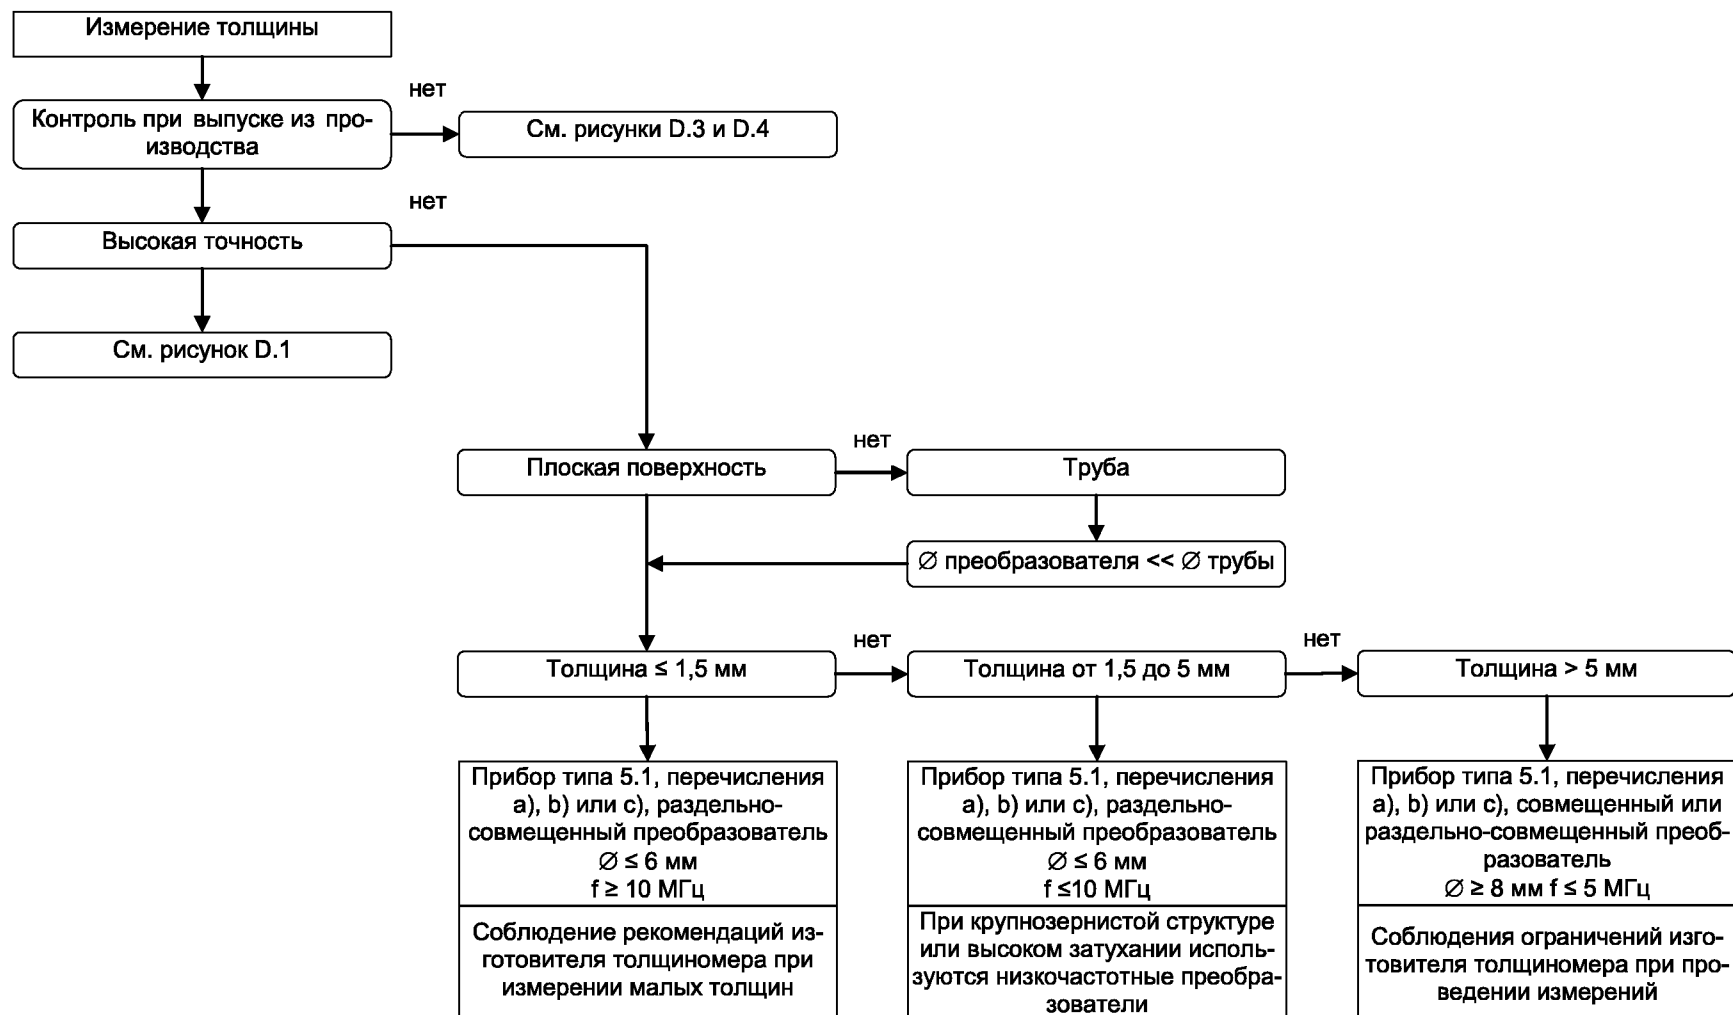 Измерение толщины
нет
Контроль при выпуске из про-
изводства
См. рисунки D.3 и D.4
нет
Высокая точность
См. рисунок D.1
нет
Плоская поверхность
Труба
∅ преобразователя << ∅ трубы
нет
нет
Толщина ≤ 1,5 мм
Толщина от 1,5 до 5 мм
Толщина > 5 мм
Прибор типа 5.1, перечисления
a), b) или c), раздельно-
совмещенный преобразователь
∅ ≤ 6 мм
f ≥ 10 МГц
Соблюдение рекомендаций из-
готовителя толщиномера при
измерении малых толщин
Прибор типа 5.1, перечисления
a), b) или c), раздельно-
совмещенный преобразователь
∅ ≤ 6 мм
f ≤10 МГц
При крупнозернистой структуре
или высоком затухании исполь-
зуются низкочастотные преобра-
зователи
Прибор типа 5.1, перечисления
a), b) или c), совмещенный или
раздельно-совмещенный преоб-
разователь
∅ ≥ 8 мм f ≤ 5 МГц
Соблюдения ограничений изго-
товителя толщиномера при про-
ведении измерений